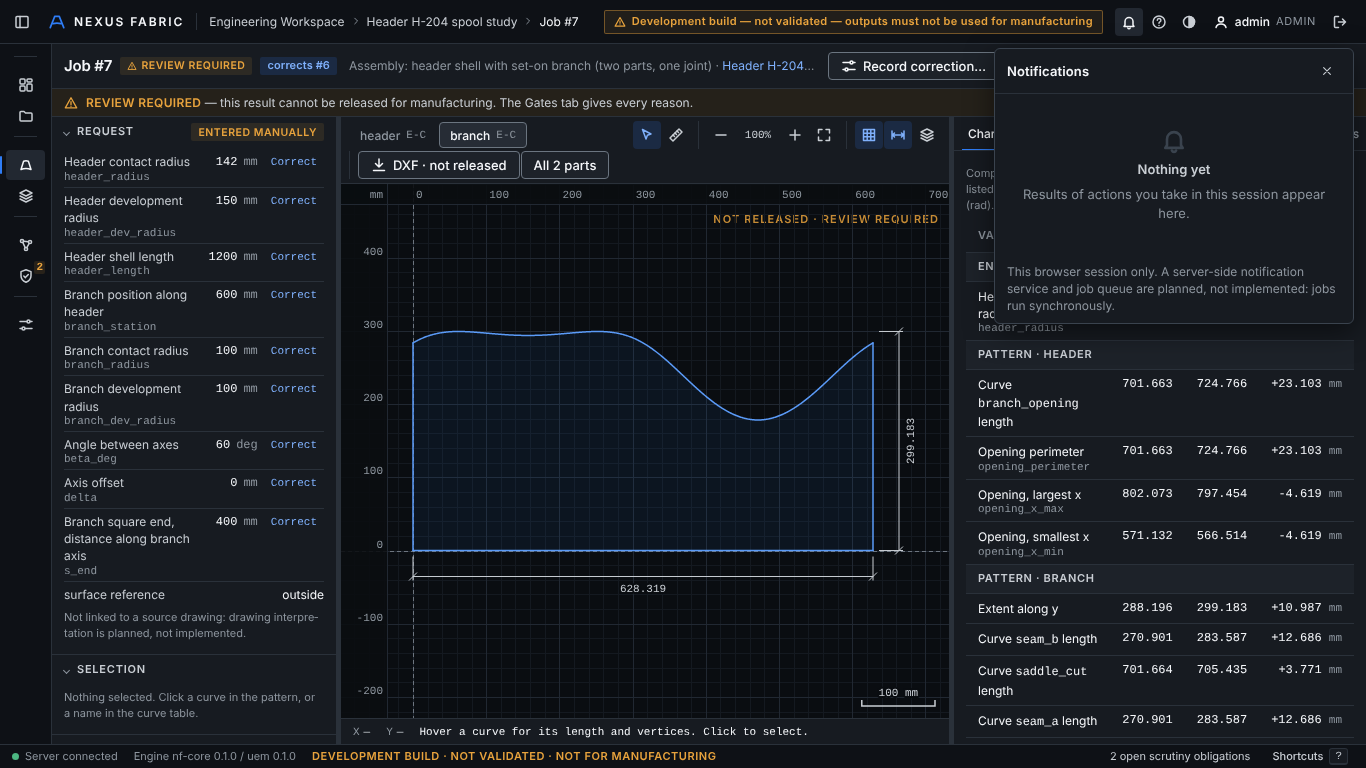 NEXUS FABRIC
Engineering Workspace > Header H-204 spool study > Job #7
Development build — not validated — outputs must not be used for manufacturing
admin ADMIN
Job #7
REVIEW REQUIRED
corrects #6
Assembly: header shell with set-on branch (two parts, one joint) · Header H-204...
Record correction...
REVIEW REQUIRED — this result cannot be released for manufacturing. The Gates tab gives every reason.
REQUEST
ENTERED MANUALLY
Header contact radius 142 mm Correct
header_radius
Header development
radius
150 mm Correct
header_dev_radius
Header shell length 1200 mm Correct
header_length
Branch position along
header
600 mm Correct
branch_station
Branch contact radius 100 mm Correct
branch_radius
Branch development
radius
100 mm Correct
branch_dev_radius
Angle between axes 60 deg Correct
beta_deg
Axis offset 0 mm Correct
delta
Branch square end,
distance along branch
axis
400 mm Correct
s_end
surface reference outside
Not linked to a source drawing: drawing interpre-
tation is planned, not implemented.
SELECTION
Nothing selected. Click a curve in the pattern, or
a name in the curve table.
header E-C
branch E-C
100%
DXF · not released
All 2 parts
mm 0 100 200 300 400 500 600 700
NOT RELEASED · REVIEW REQUIRED
400
300
200
100
0
-100
-200
299.183
628.319
100 mm
X — Y — Hover a curve for its length and vertices. Click to select.
Notifications
Nothing yet
Results of actions you take in this session appear
here.
This browser session only. A server-side notification
service and job queue are planned, not implemented: jobs
run synchronously.
header_radius
PATTERN · HEADER
Curve
branch_opening
length
701.663 724.766 +23.103 mm
Opening perimeter 701.663 724.766 +23.103 mm
opening_perimeter
Opening, largest x 802.073 797.454 -4.619 mm
opening_x_max
Opening, smallest x 571.132 566.514 -4.619 mm
opening_x_min
PATTERN · BRANCH
Extent along y 288.196 299.183 +10.987 mm
Curve seam_b length 270.901 283.587 +12.686 mm
Curve saddle_cut
length
701.664 705.435 +3.771 mm
Curve seam_a length 270.901 283.587 +12.686 mm
Server connected
Engine nf-core 0.1.0 / uem 0.1.0
DEVELOPMENT BUILD · NOT VALIDATED · NOT FOR MANUFACTURING
2 open scrutiny obligations
Shortcuts ?
2